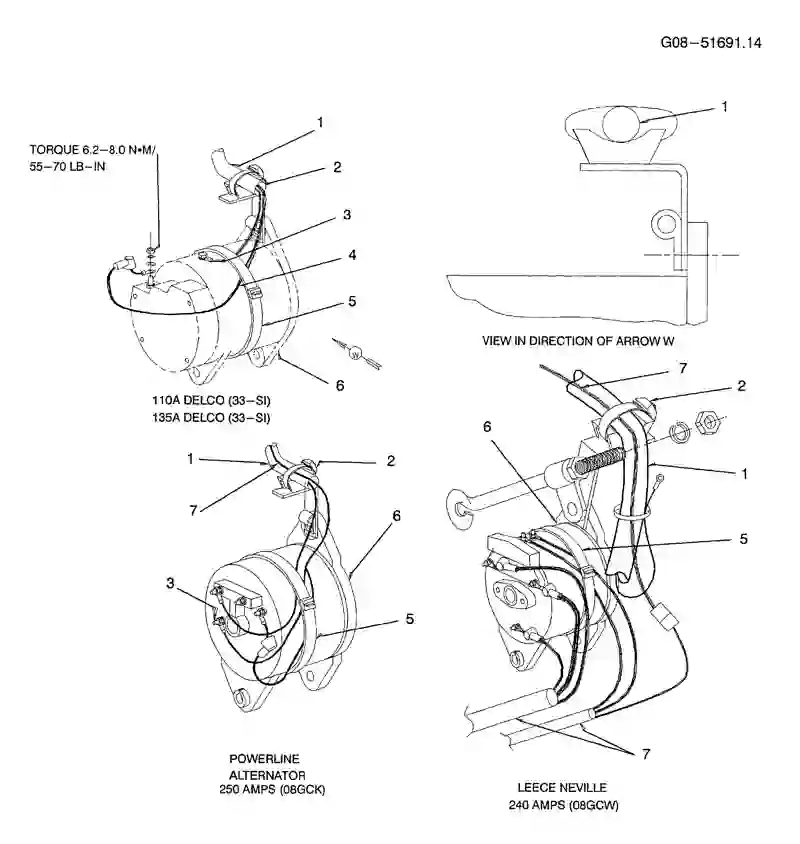 G08-51691.14
TORQUE 6.2-8.0 N•M/
55-70 LB-IN
1
2
3
4
5
6
W
110A DELCO (33-SI)
135A DELCO (33-SI)
1
VIEW IN DIRECTION OF ARROW W
1
2
7
6
3
5
POWERLINE
ALTERNATOR
250 AMPS (08GCK)
7
2
6
1
5
7
LEECE NEVILLE
240 AMPS (08GCW)